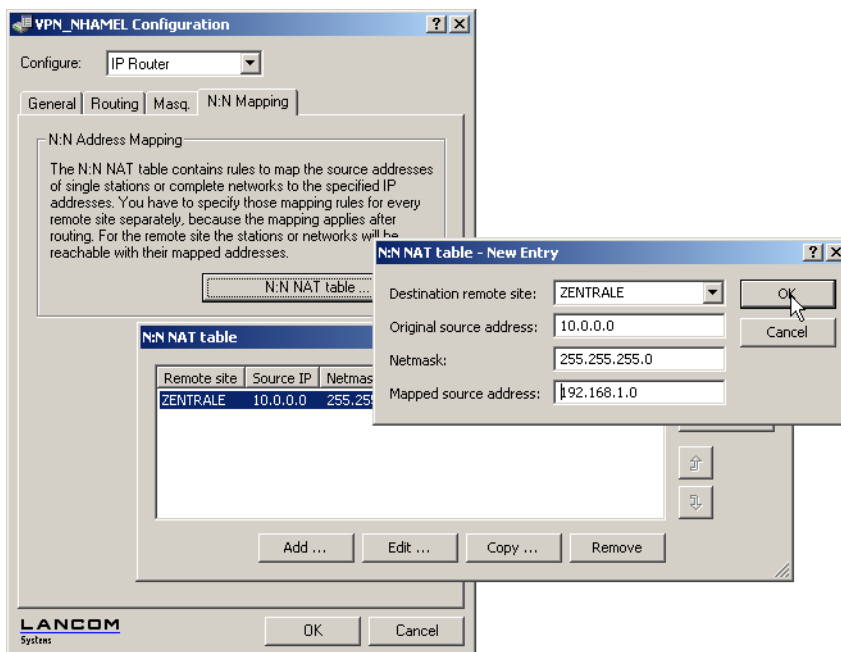 VPN_NHAMEL Configuration
Configure: IP Router
General Routing Masq. N:N Mapping
N:N Address Mapping
The N:N NAT table contains rules to map the source addresses
of single stations or complete networks to the specified IP
addresses. You have to specify those mapping rules for every
remote site separately, because the mapping applies after
routing. For the remote site the stations or networks will be
reachable with their mapped addresses.
N:N NAT table ...
N:N NAT table - New Entry
Destination remote site: ZENTRALE OK
Original source address: 10.0.0.0 Cancel
Netmask: 255.255.255.0
Mapped source address: 192.168.1.0
N:N NAT table
Remote site Source IP
ZENTRALE 10.0.0.0
Add ... Edit ... Copy ... Remove
LANCOM
Systems
OK Cancel